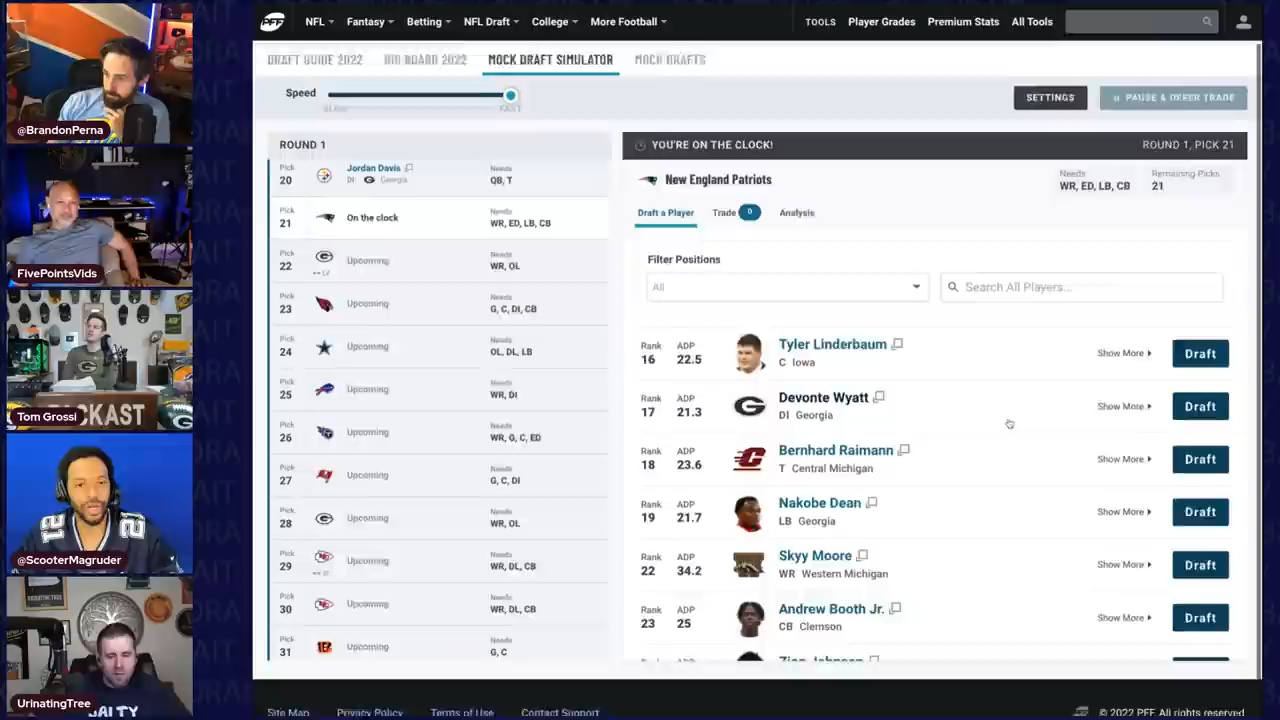 PFF NFL Fantasy Betting NFL Draft College More Football TOOLS Player Grades Premium Stats All Tools
DRAFT GUIDE 2022 BIG BOARD 2022 MOCK DRAFT SIMULATOR MOCK DRAFTS
Speed
SLOW FAST
SETTINGS PAUSE & OFFER TRADE
ROUND 1
Pick 20 Jordan Davis DI Georgia Needs QB, T
Pick 21 On the clock Needs WR, ED, LB, CB
Pick 22 Upcoming Needs WR, OL
Pick 23 Upcoming Needs G, C, DI, CB
Pick 24 Upcoming Needs OL, DL, LB
Pick 25 Upcoming Needs WR, DI
Pick 26 Upcoming Needs WR, G, C, ED
Pick 27 Upcoming Needs G, C, DI
Pick 28 Upcoming Needs WR, OL
Pick 29 Upcoming Needs WR, DL, CB
Pick 30 Upcoming Needs WR, DL, CB
Pick 31 Upcoming Needs G, C
YOU'RE ON THE CLOCK! ROUND 1, PICK 21
New England Patriots
Needs WR, ED, LB, CB
Remaining Picks 21
Draft a Player Trade 0 Analysis
Filter Positions
All Search All Players...
Rank 16 ADP 22.5 Tyler Linderbaum C Iowa Show More Draft
Rank 17 ADP 21.3 Devonte Wyatt DI Georgia Show More Draft
Rank 18 ADP 23.6 Bernhard Raimann T Central Michigan Show More Draft
Rank 19 ADP 21.7 Nakobe Dean LB Georgia Show More Draft
Rank 22 ADP 34.2 Skyy Moore WR Western Michigan Show More Draft
Rank 23 ADP 25 Andrew Booth Jr. CB Clemson Show More Draft
Zion Johnson
Site Map Privacy Policy Terms of Use Contact Support © 2022 PFF. All rights reserved.
@BrandonPerna
FivePointsVids
Tom Grossi
PACKAST
@ScooterMagruder
UrinatingTree
SALTY